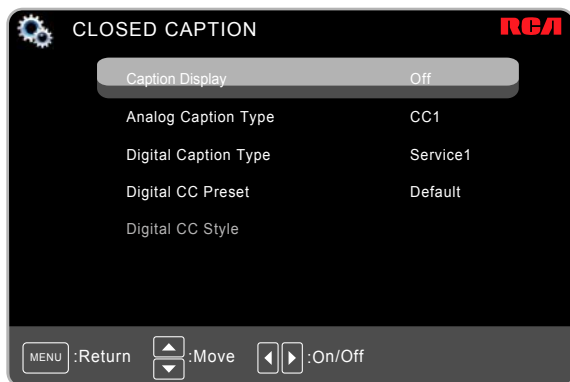 CLOSED CAPTION RCA
Caption Display Off
Analog Caption Type CC1
Digital Caption Type Service1
Digital CC Preset Default
Digital CC Style
MENU :Return :Move :On/Off